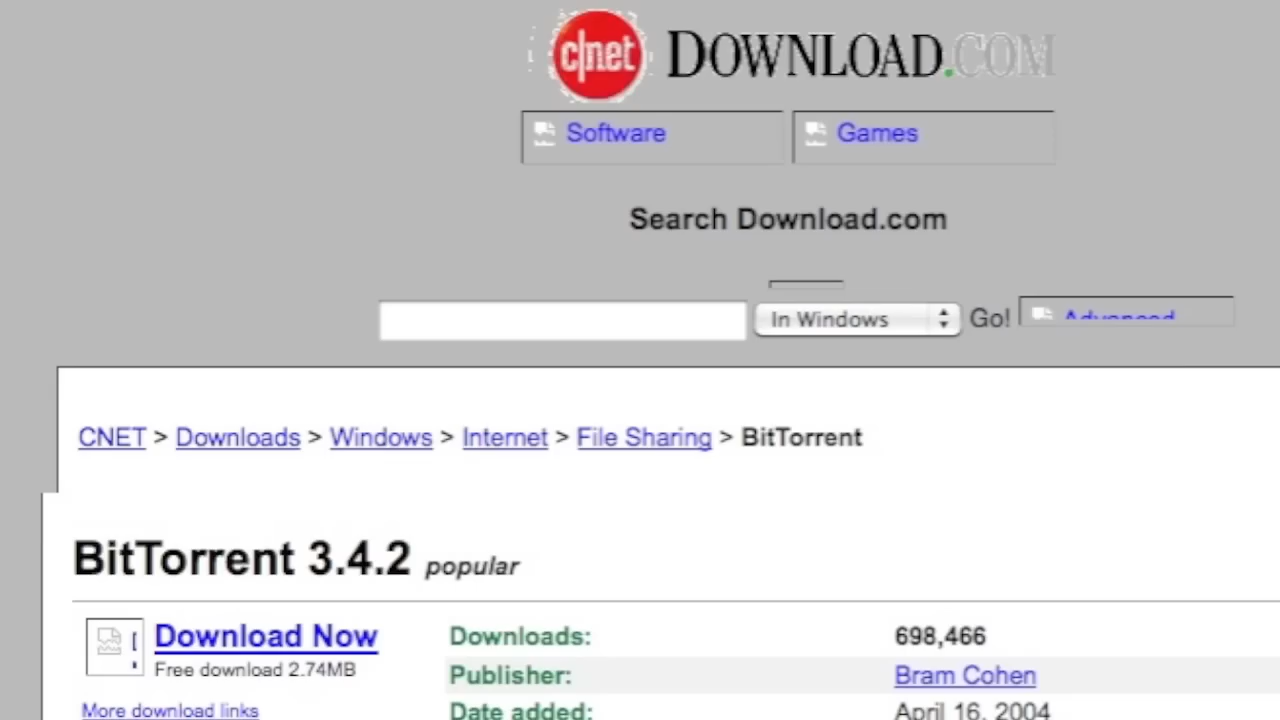 c|net DOWNLOAD.COM
Software Games
Search Download.com
In Windows Go! Advanced
CNET > Downloads > Windows > Internet > File Sharing > BitTorrent
BitTorrent 3.4.2 popular
Download Now Downloads: 698,466
Free download 2.74MB Publisher: Bram Cohen
More download links Date added: April 16, 2004